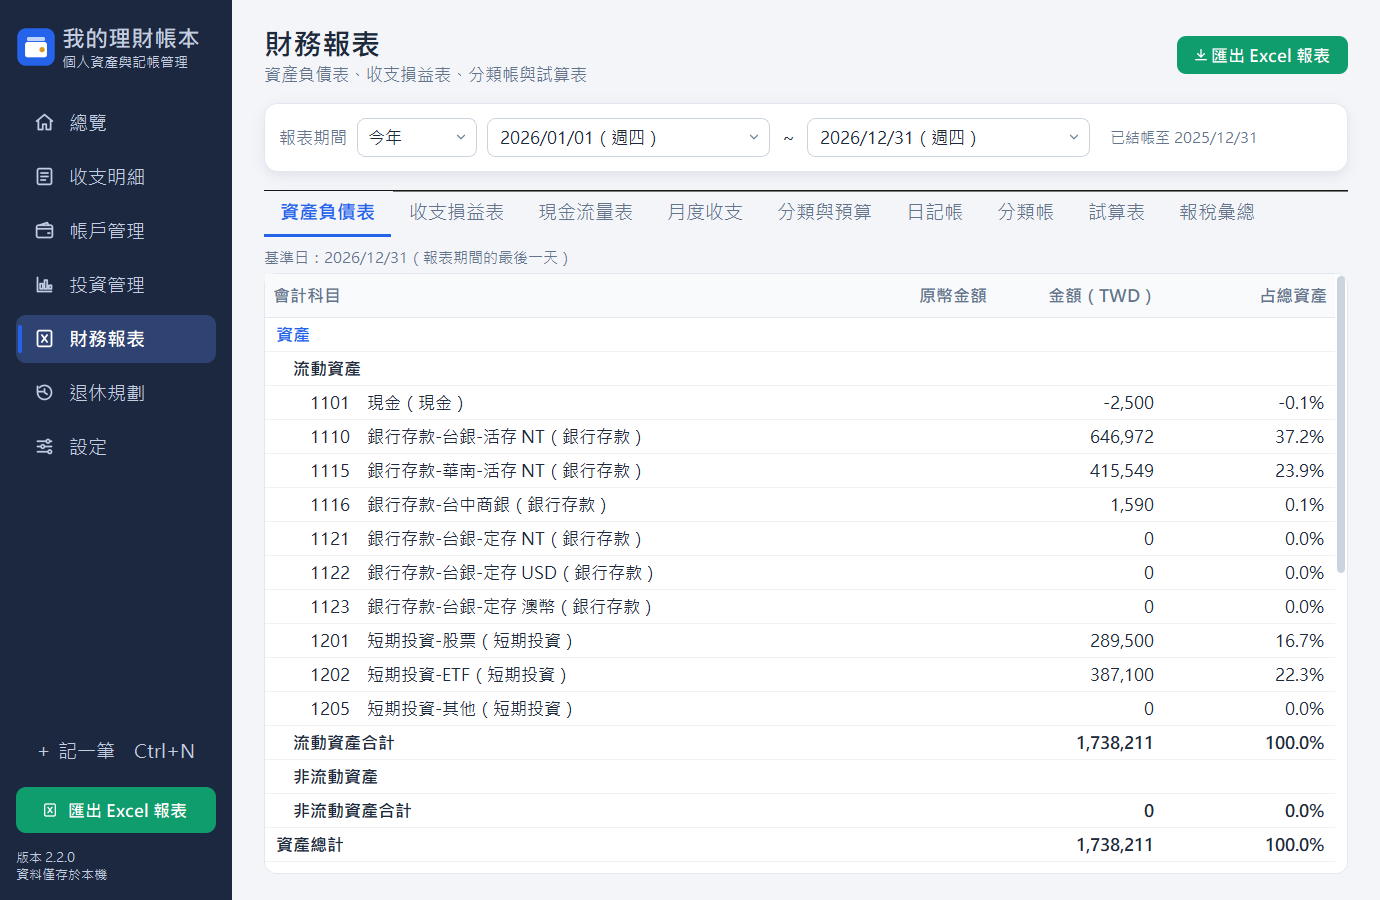 我的理財帳本
個人資產與記帳管理
總覽
收支明細
帳戶管理
投資管理
財務報表
退休規劃
設定
+ 記一筆 Ctrl+N
匯出 Excel 報表
版本 2.2.0
資料僅存於本機
財務報表
資產負債表、收支損益表、分類帳與試算表
匯出 Excel 報表
報表期間 今年 2026/01/01（週四） ~ 2026/12/31（週四） 已結帳至 2025/12/31
資產負債表 收支損益表 現金流量表 月度收支 分類與預算 日記帳 分類帳 試算表 報稅彙總
基準日：2026/12/31（報表期間的最後一天）
會計科目 原幣金額 金額（TWD） 占總資產
資產
流動資產
1101 現金（現金） -2,500 -0.1%
1110 銀行存款-台銀-活存 NT（銀行存款） 646,972 37.2%
1115 銀行存款-華南-活存 NT（銀行存款） 415,549 23.9%
1116 銀行存款-台中商銀（銀行存款） 1,590 0.1%
1121 銀行存款-台銀-定存 NT（銀行存款） 0 0.0%
1122 銀行存款-台銀-定存 USD（銀行存款） 0 0.0%
1123 銀行存款-台銀-定存 澳幣（銀行存款） 0 0.0%
1201 短期投資-股票（短期投資） 289,500 16.7%
1202 短期投資-ETF（短期投資） 387,100 22.3%
1205 短期投資-其他（短期投資） 0 0.0%
流動資產合計 1,738,211 100.0%
非流動資產
非流動資產合計 0 0.0%
資產總計 1,738,211 100.0%